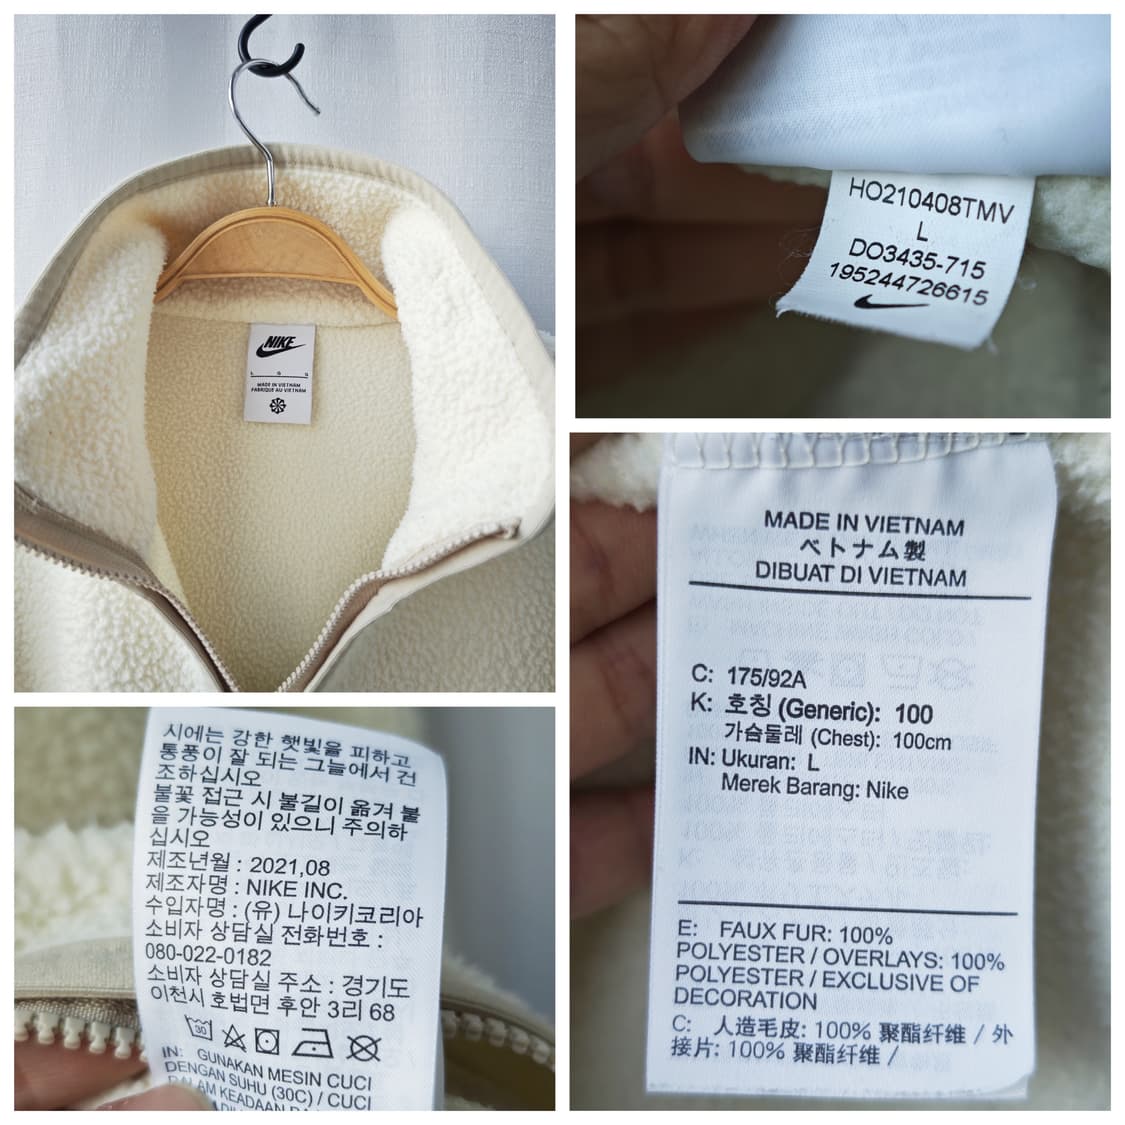 NIKE
MADE IN VIETNAM
FABRIQUE AU VIETNAM
HO210408TMV
L
DO3435-715
195244726615
MADE IN VIETNAM
ベトナム製
DIBUAT DI VIETNAM
C: 175/92A
K: 호칭 (Generic): 100
가슴둘레 (Chest): 100cm
IN: Ukuran: L
Merek Barang: Nike
E: FAUX FUR: 100%
POLYESTER / OVERLAYS: 100%
POLYESTER / EXCLUSIVE OF
DECORATION
C: 人造毛皮: 100% 聚酯纤维 / 外
接片: 100% 聚酯纤维 /
시에는 강한 햇빛을 피하고
통풍이 잘 되는 그늘에서 건
조하십시오
불꽃 접근 시 불길이 옮겨 붙
을 가능성이 있으니 주의하
십시오
제조년월 : 2021,08
제조자명 : NIKE INC.
수입자명 : (유) 나이키코리아
소비자 상담실 전화번호 :
080-022-0182
소비자 상담실 주소 : 경기도
이천시 호법면 후안 3리 68
30
IN: GUNAKAN MESIN CUCI
DENGAN SUHU (30C) / CUCI
DALAM KEADAAN